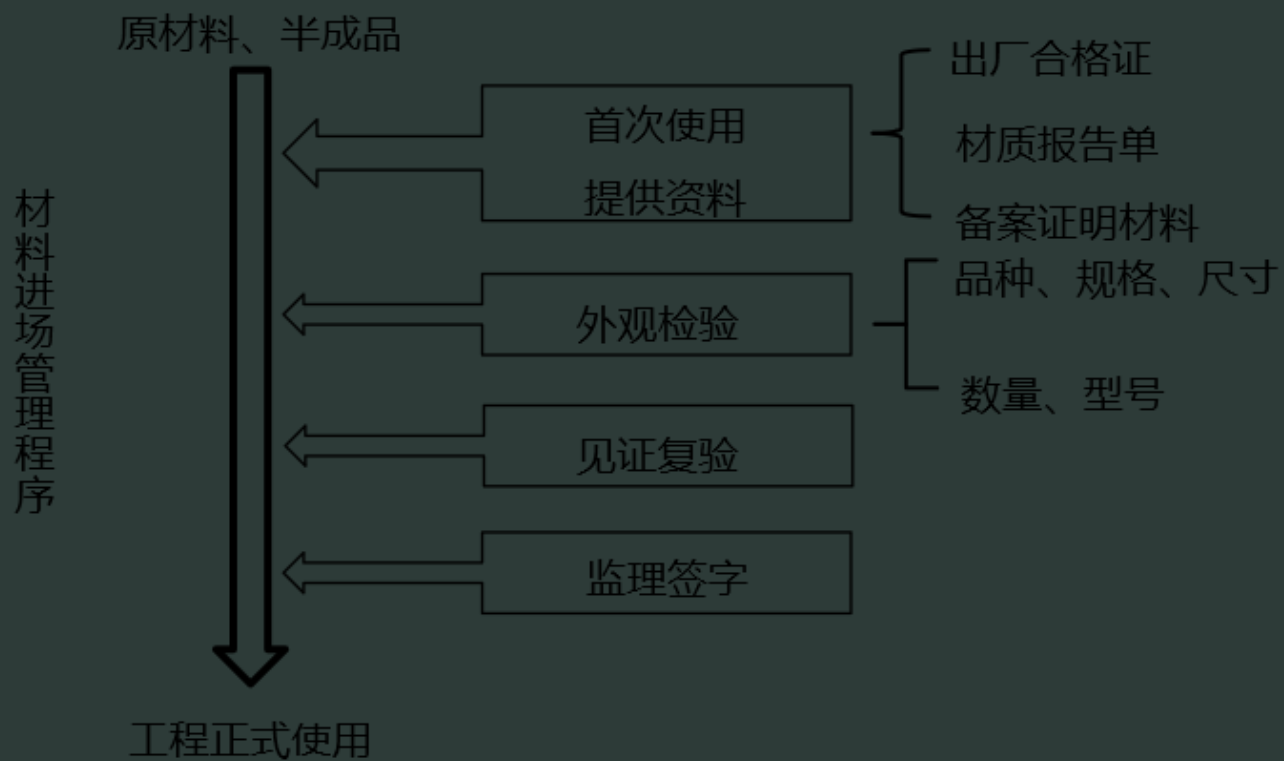 材料进场管理程序
原材料、半成品
首次使用
提供资料
出厂合格证
材质报告单
备案证明材料
外观检验
品种、规格、尺寸
数量、型号
见证复验
监理签字
工程正式使用